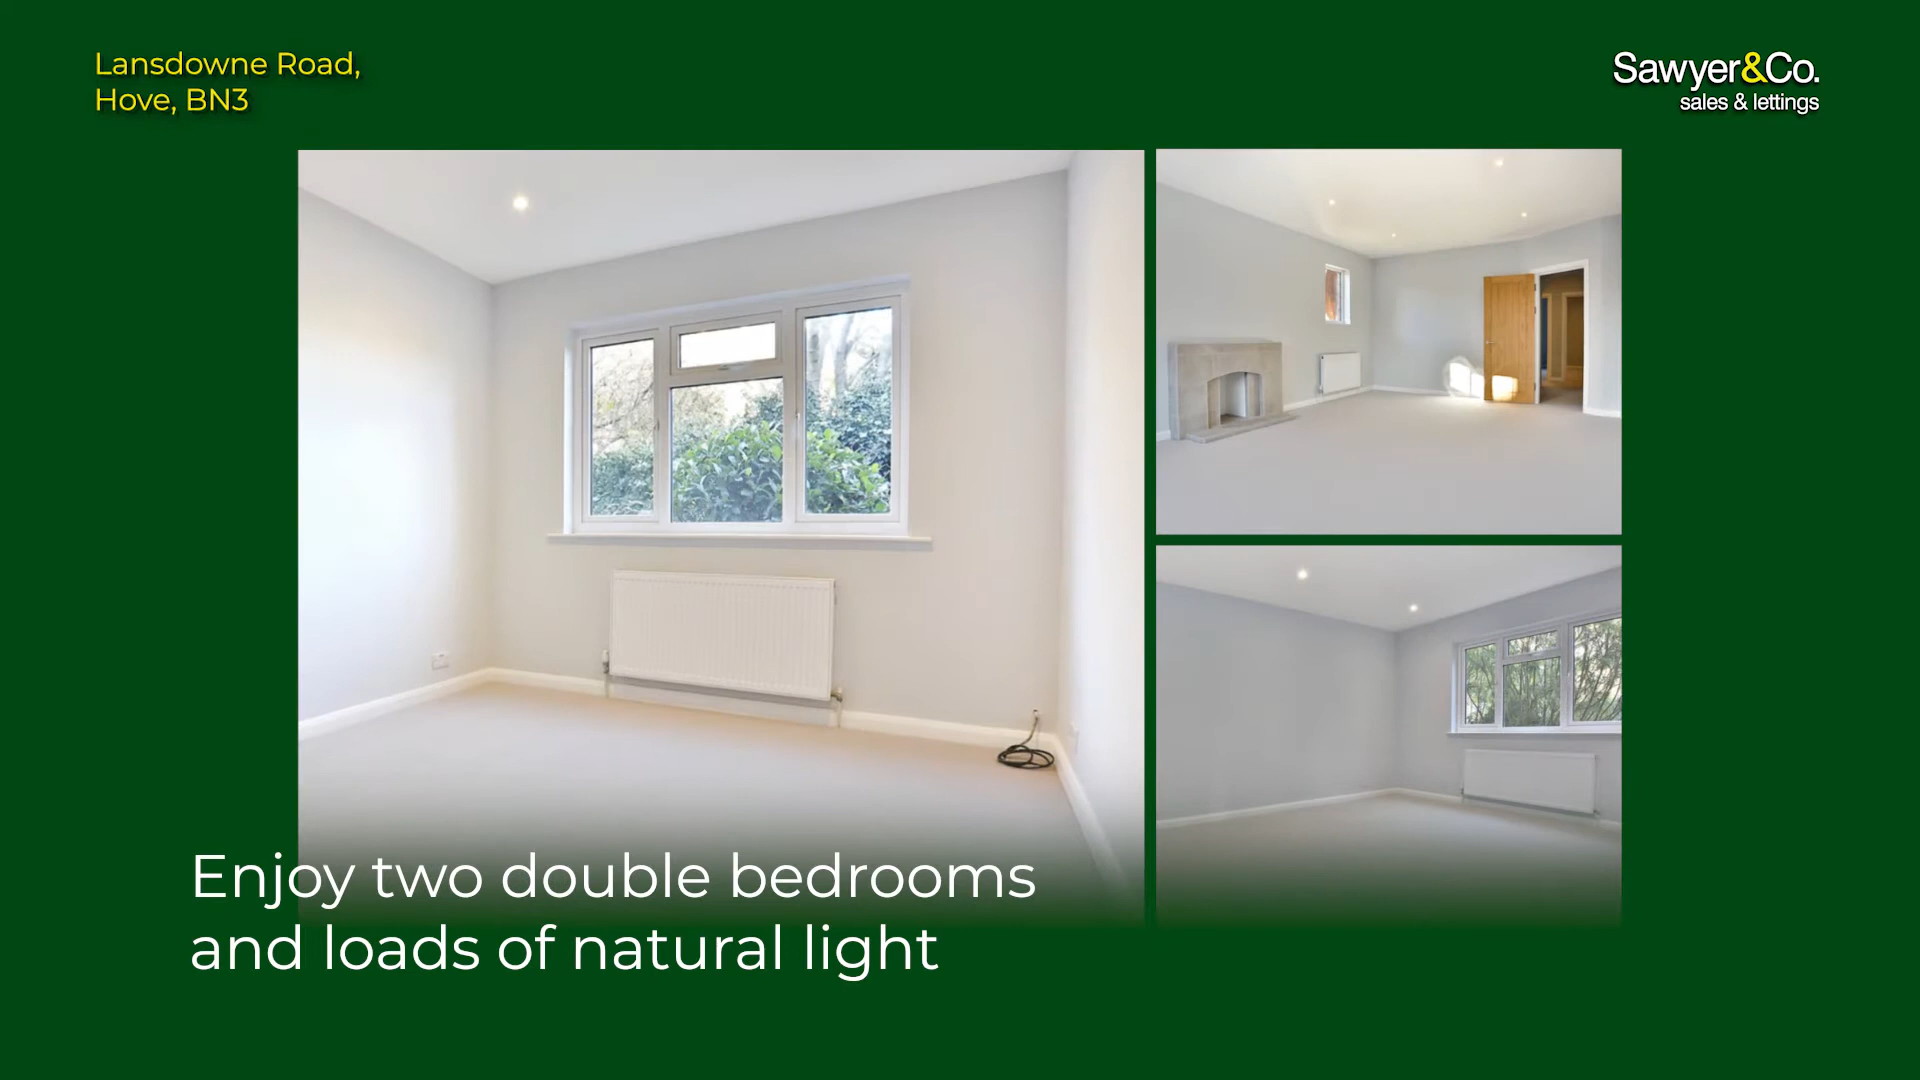 Lansdowne Road,
Hove, BN3
Sawyer&Co.
sales & lettings
Enjoy two double bedrooms
and loads of natural light